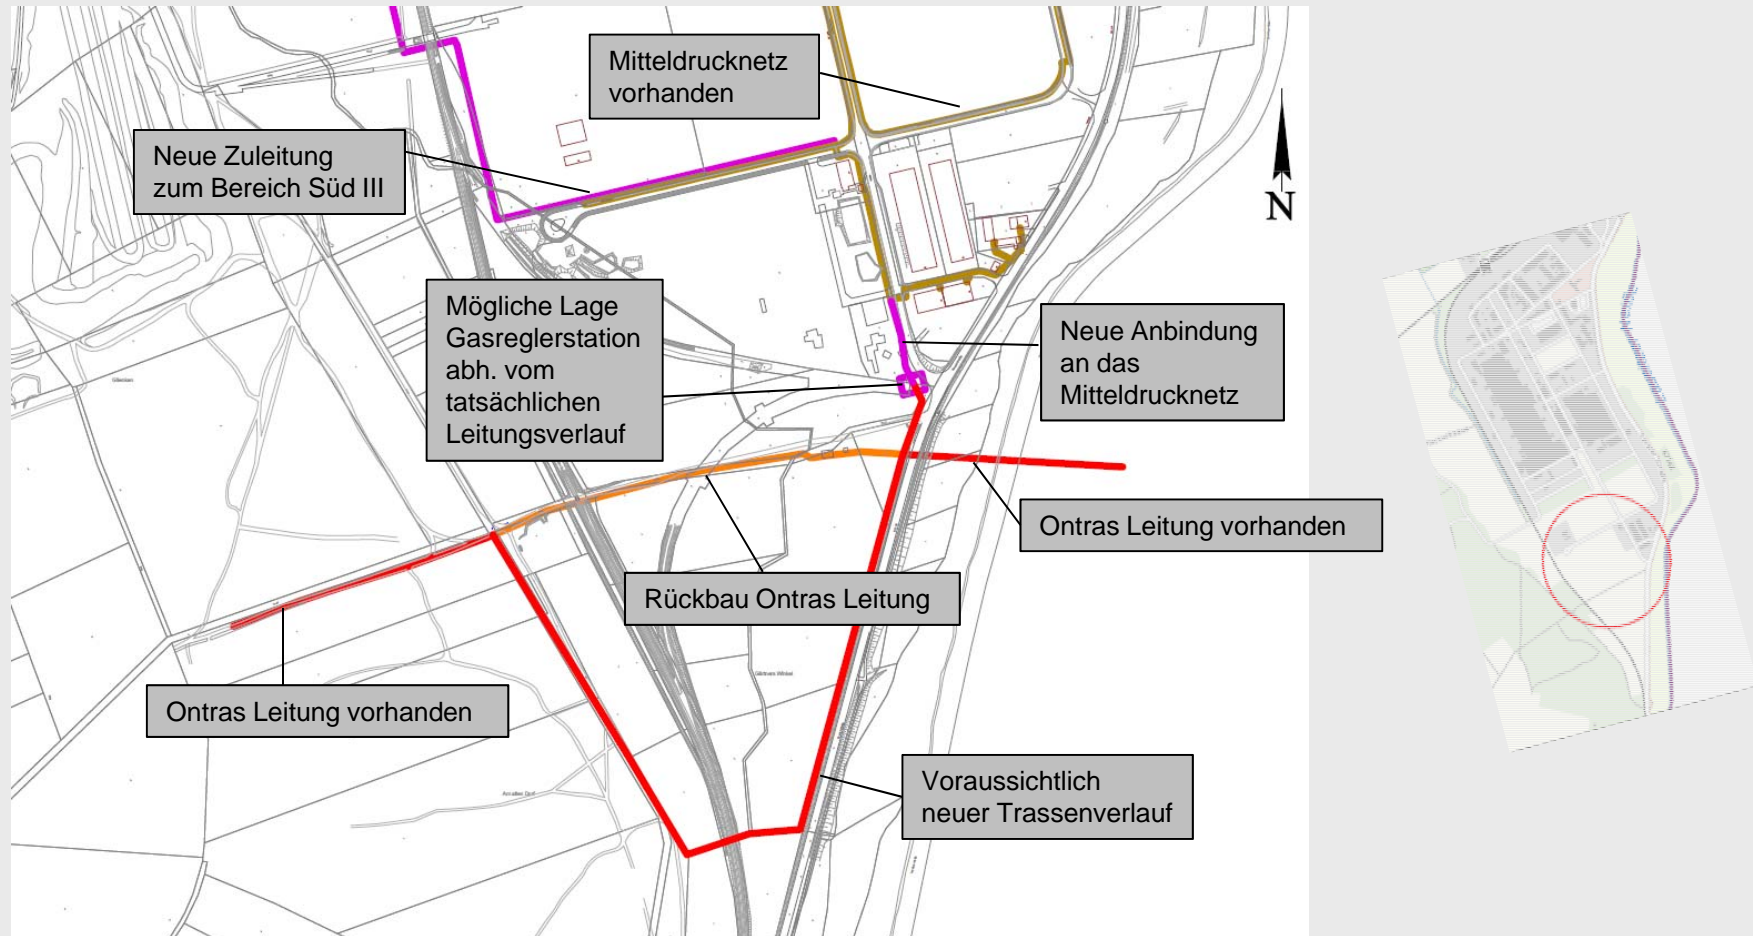 Mitteldrucknetz
vorhanden
Neue Zuleitung
zum Bereich Süd III
N
Mögliche Lage
Gasreglerstation
abh. vom
tatsächlichen
Leitungsverlauf
Neue Anbindung
an das
Mitteldrucknetz
Ontras Leitung vorhanden
Rückbau Ontras Leitung
Ontras Leitung vorhanden
Voraussichtlich
neuer Trassenverlauf